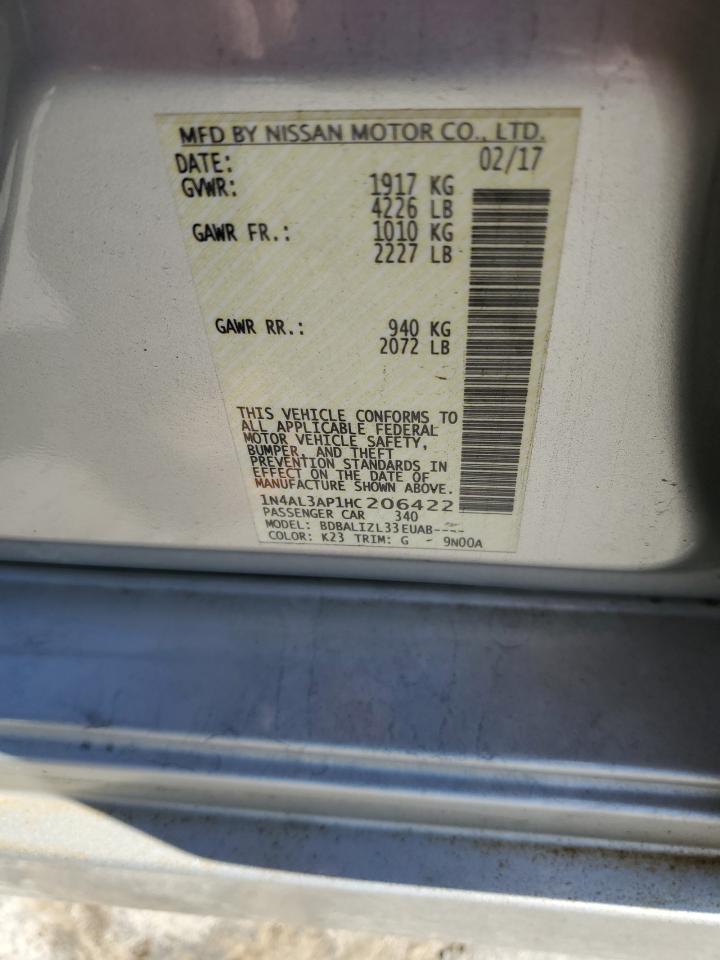 MFD BY NISSAN MOTOR CO., LTD.
DATE: 02/17
GVWR: 1917 KG
4226 LB
GAWR FR.: 1010 KG
2227 LB
GAWR RR.: 940 KG
2072 LB
THIS VEHICLE CONFORMS TO
ALL APPLICABLE FEDERAL
MOTOR VEHICLE SAFETY,
BUMPER, AND THEFT
PREVENTION STANDARDS IN
EFFECT ON THE DATE OF
MANUFACTURE SHOWN ABOVE.
1N4AL3AP1HC206422
PASSENGER CAR 340
MODEL: BDBALIZL33EUAB----
COLOR: K23 TRIM: G - 9N00A